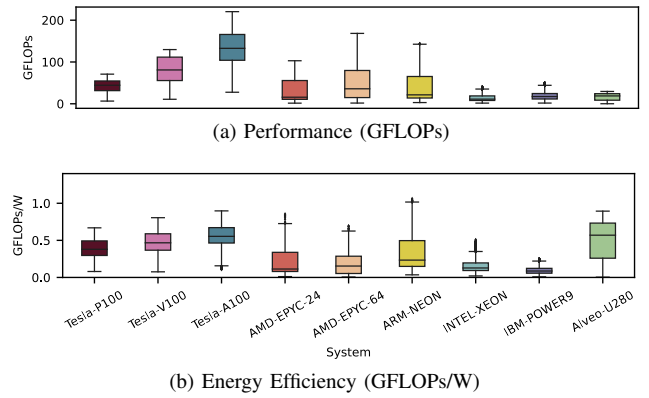 GFLOPs
200
100
0
(a) Performance (GFLOPs)
GFLOPs/W
1.0
0.5
0.0
Tesla-P100
Tesla-V100
Tesla-A100
AMD-EPYC-24
AMD-EPYC-64
ARM-NEON
INTEL-XEON
IBM-POWER9
Alveo-U280
System
(b) Energy Efficiency (GFLOPs/W)